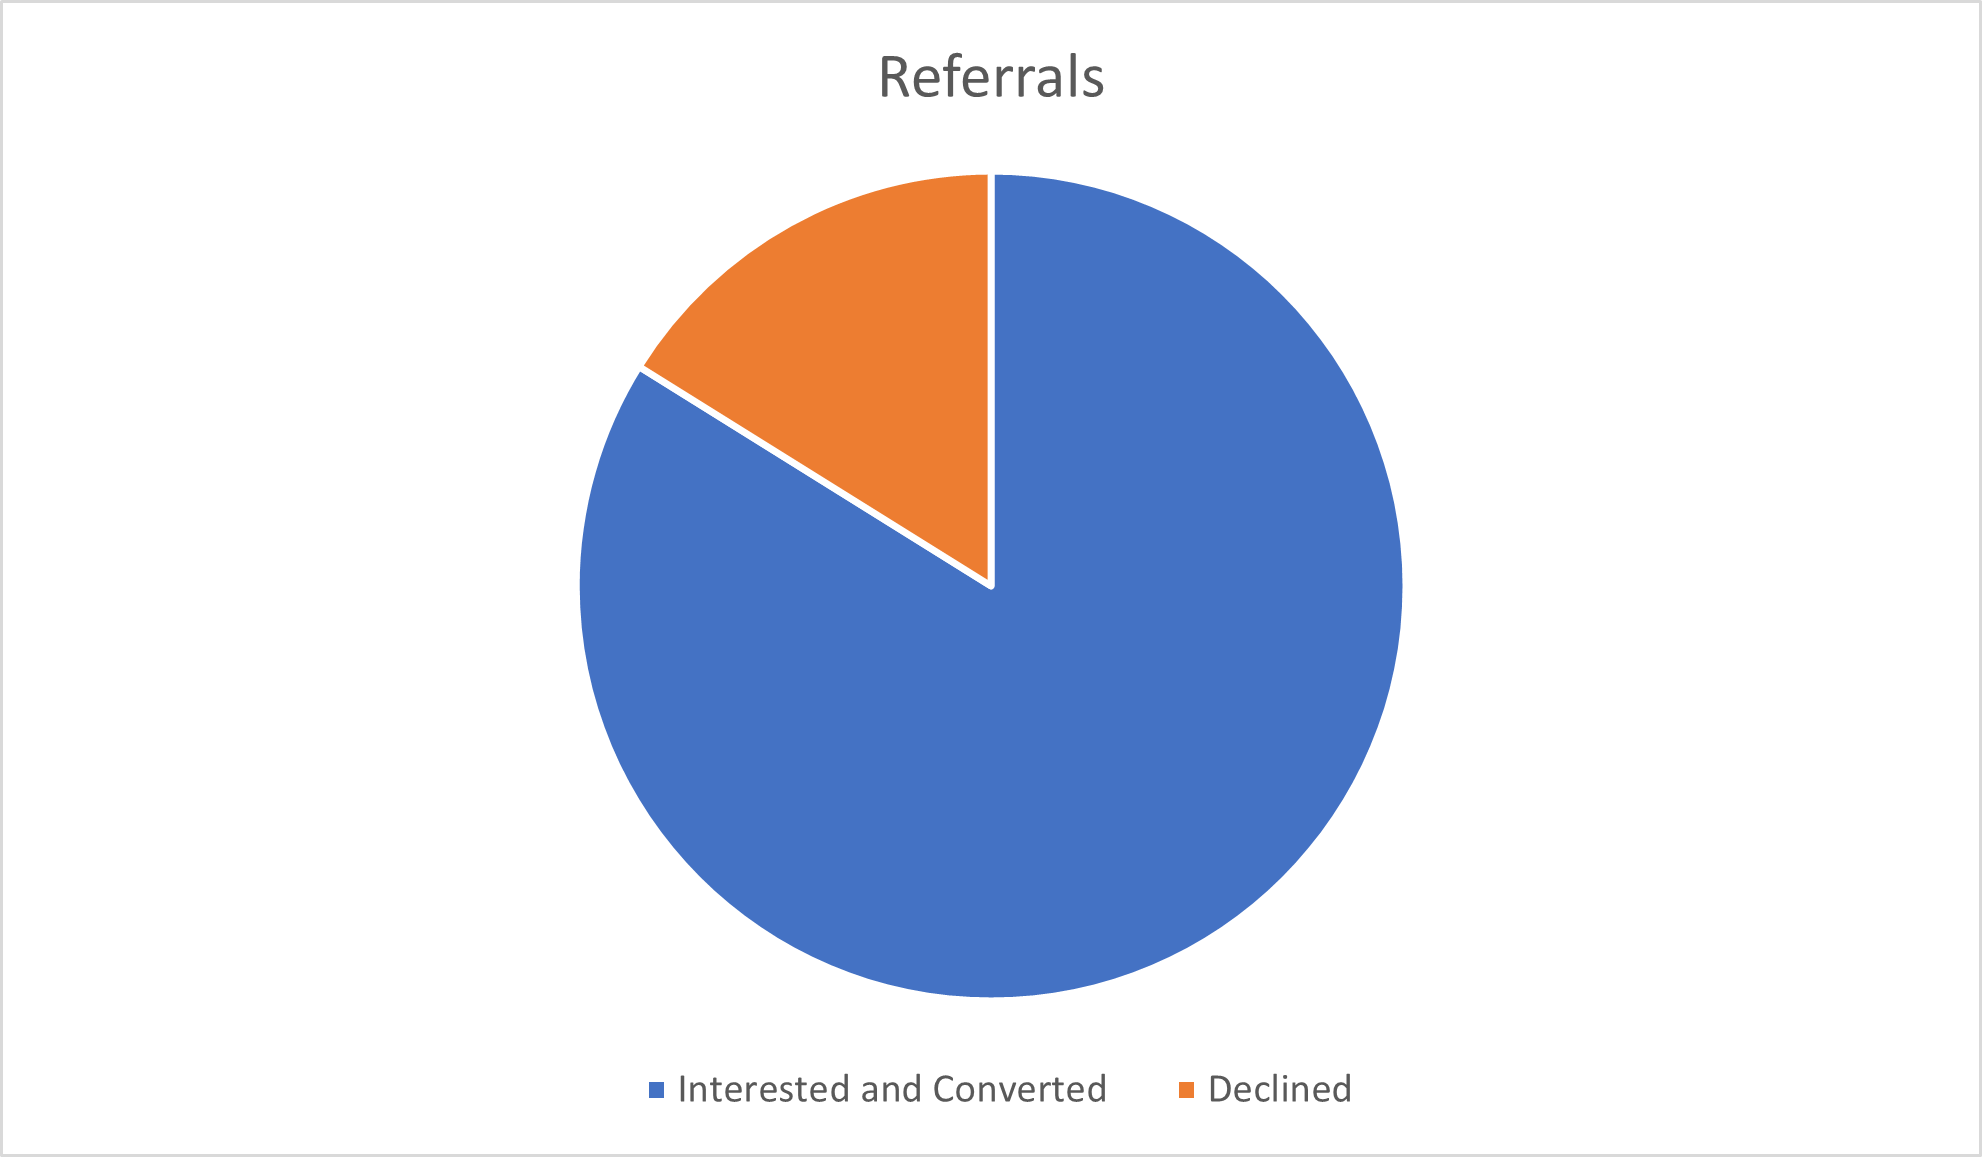 Referrals
Interested and Converted
Declined